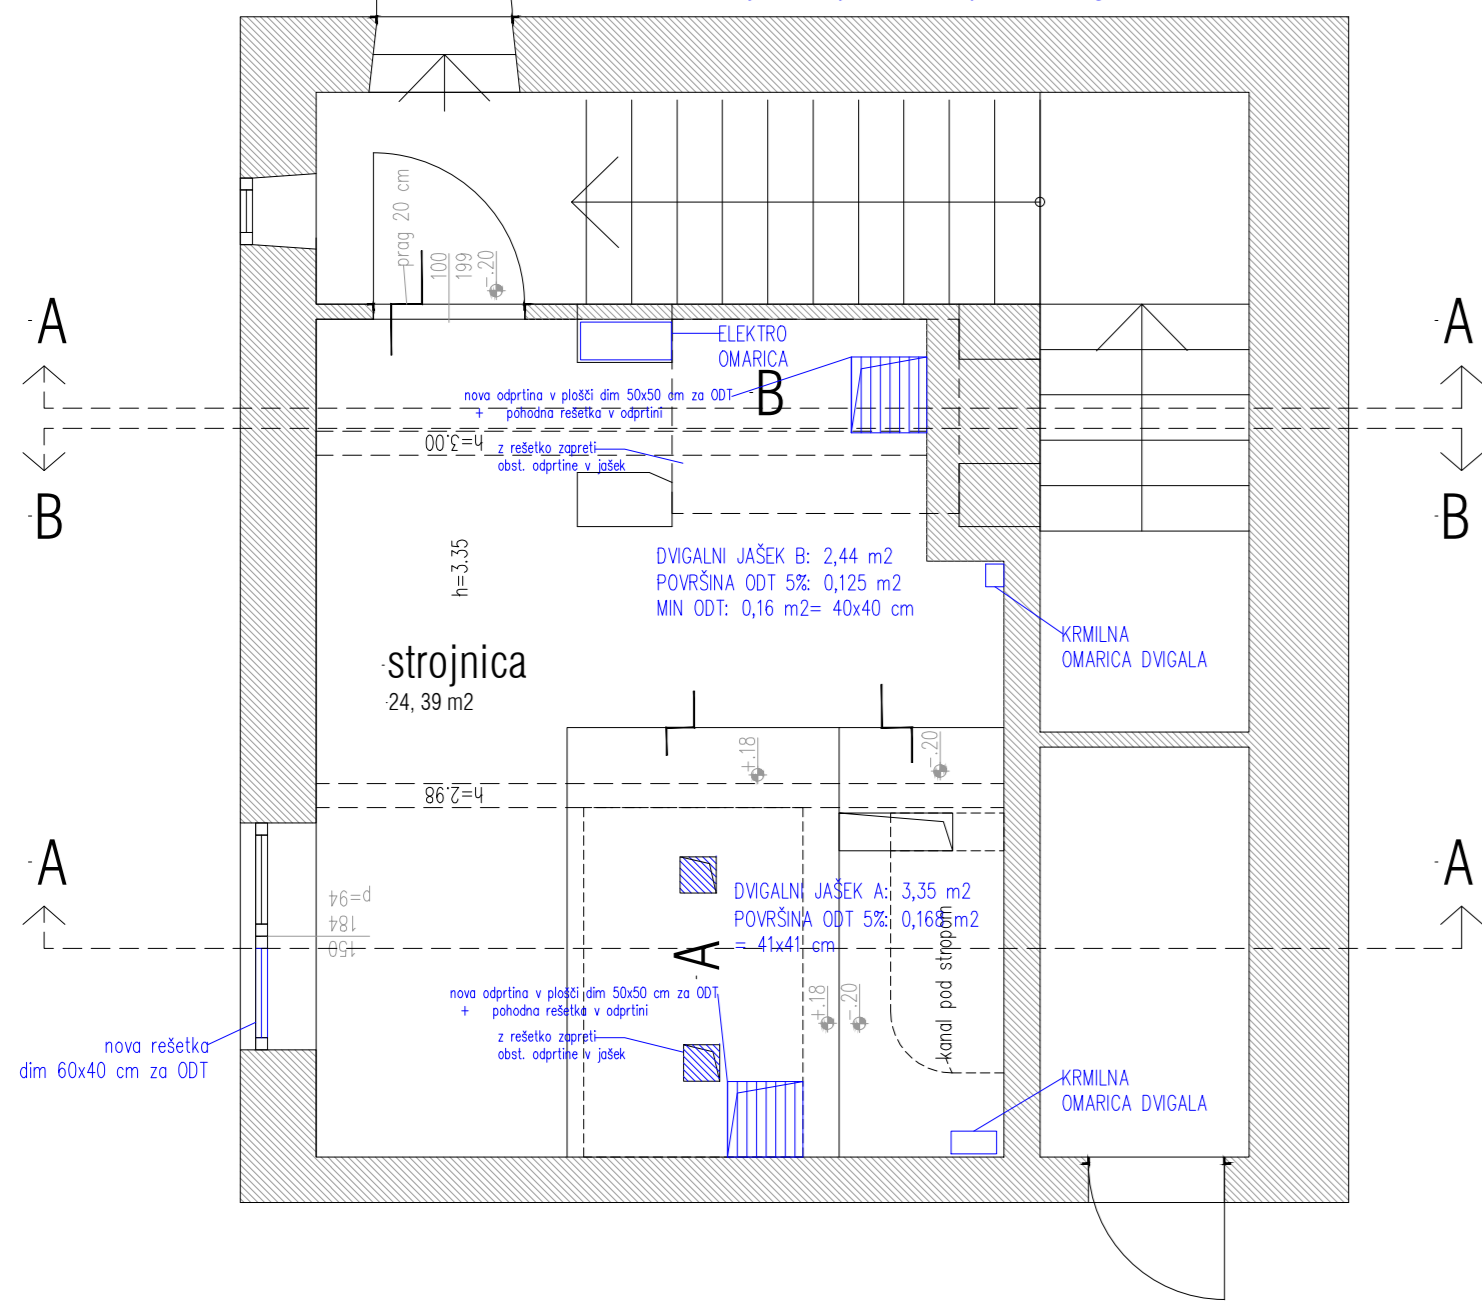 prag 20 cm
100
199
-.20
A
A
ELEKTRO
OMARICA
nova odprtina v plošči dim 50x50 cm za ODT
+ pohodna rešetka v odprtini
B
h=3.00
z rešetko zapreti
obst. odprtine v jašek
B
B
h=3.35
DVIGALNI JAŠEK B: 2,44 m2
POVRŠINA ODT 5%: 0,125 m2
MIN ODT: 0,16 m2= 40x40 cm
KRMILNA
OMARICA DVIGALA
strojnica
24, 39 m2
+.18
-.20
h=2.98
A
A
p=94
184
150
DVIGALNI JAŠEK A: 3,35 m2
POVRŠINA ODT 5%: 0,168 m2
= 41x41 cm
A
kanal pod stropom
nova odprtina v plošči dim 50x50 cm za ODT
+ pohodna rešetka v odprtini
+.18
-.20
z rešetko zapreti
obst. odprtine v jašek
nova rešetka
dim 60x40 cm za ODT
KRMILNA
OMARICA DVIGALA